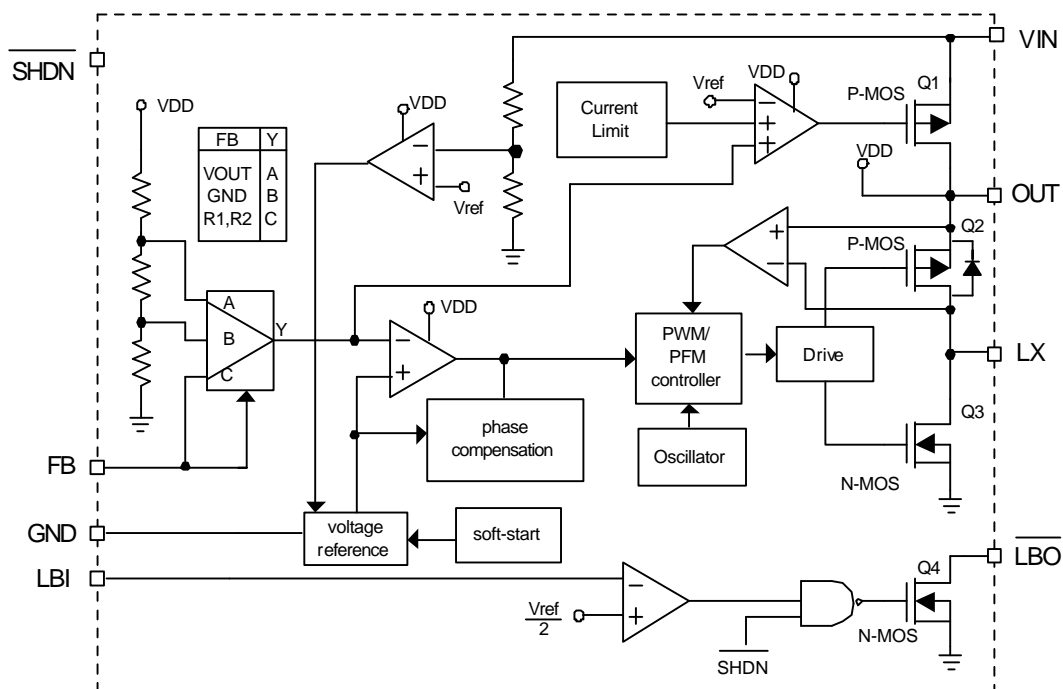 SHDN
VIN
VDD
FB Y
VOUT A
GND B
R1,R2 C
VDD
Vref
Current
Limit
Vref
VDD
P-MOS
Q1
VDD
OUT
Q2
P-MOS
A
B
C
Y
VDD
PWM/
PFM
controller
Drive
LX
phase
compensation
Oscillator
Q3
N-MOS
FB
GND
voltage
reference
soft-start
LBI
LBO
Vref
2
SHDN
Q4
N-MOS